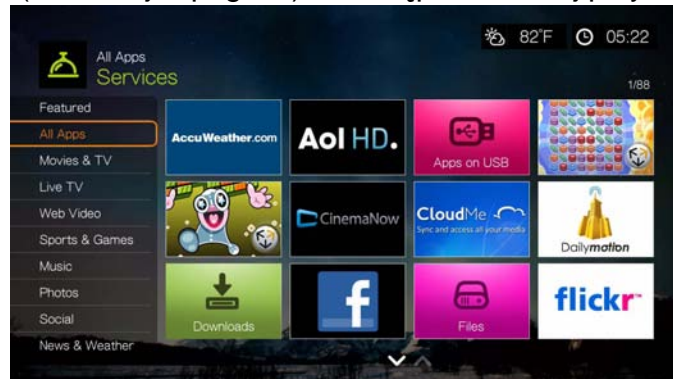 82°F 05:22
All Apps
Services
1/88
Featured
All Apps
Movies & TV
Live TV
Web Video
Sports & Games
Music
Photos
Social
News & Weather
AccuWeather.com
Aol HD.
Apps on USB
CinemaNow
CloudMe
Sync and access all your media
Dailymotion
Downloads
f
Files
flickr